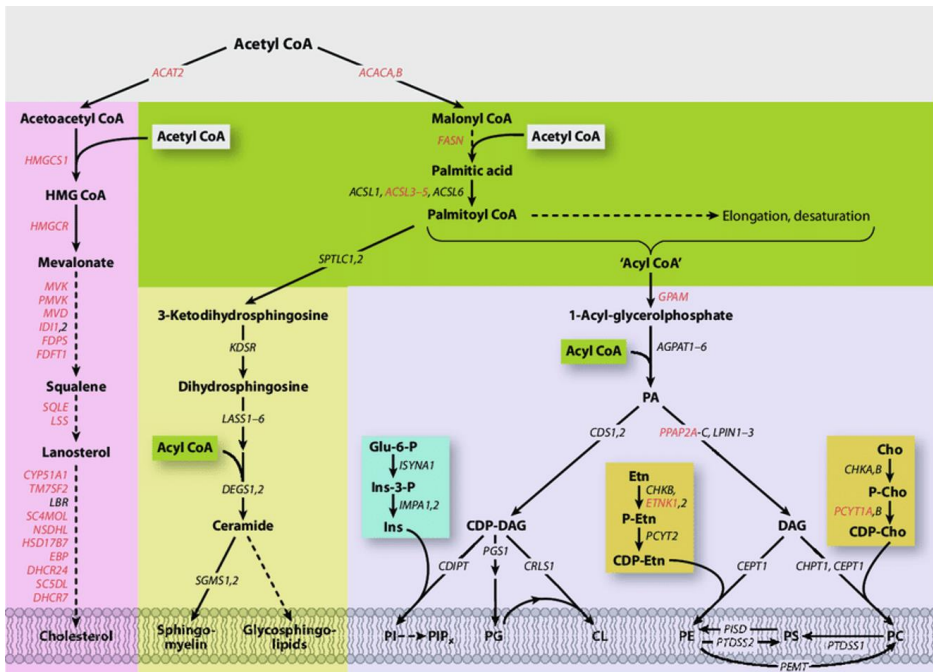 Acetyl CoA
ACAT2
ACACA,B
Acetoacetyl CoA
Acetyl CoA
HMGCS1
HMG CoA
HMGCR
Mevalonate
MVK
PMVK
MVD
IDI1,2
FDPS
FDFT1
Squalene
SQLE
LSS
Lanosterol
CYP51A1
TM7SF2
LBR
SC4MOL
NSDHL
HSD17B7
EBP
DHCR24
SC5DL
DHCR7
Cholesterol
Malonyl CoA
FASN
Acetyl CoA
Palmitic acid
ACSL1, ACSL3–5, ACSL6
Palmitoyl CoA
Elongation, desaturation
SPTLC1,2
'Acyl CoA'
3-Ketodihydrosphingosine
KDSR
Dihydrosphingosine
LASS1–6
Acyl CoA
DEGS1,2
Ceramide
SGMS1,2
Sphingo-
myelin
Glycosphingo-
lipids
GPAM
1-Acyl-glycerolphosphate
Acyl CoA
AGPAT1–6
PA
CDS1,2
PPAP2A-C, LPIN1–3
Glu-6-P
ISYNA1
Ins-3-P
IMPA1,2
Ins
CDP-DAG
PGS1
CDIPT
CRLS1
PI
PIPx
PG
CL
Etn
CHKB,
ETNK1,2
P-Etn
PCYT2
CDP-Etn
DAG
CEPT1
CHPT1, CEPT1
Cho
CHKA,B
P-Cho
PCYT1A,B
CDP-Cho
PE
PISD
PTDSS2
PS
PTDSS1
PC
PEMT